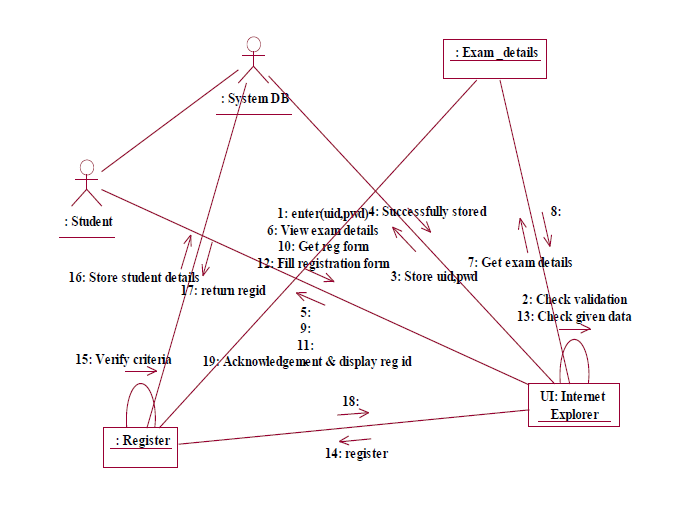 : Exam_details
: System DB
: Student
1: enter(uid,pwd)
4: Successfully stored
8:
6: View exam details
10: Get reg form
12: Fill registration form
7: Get exam details
3: Store uid,pwd
16: Store student details
17: return regid
5:
9:
11:
19: Acknowledgement & display reg id
2: Check validation
13: Check given data
15: Verify criteria
UI: Internet
Explorer
18:
: Register
14: register